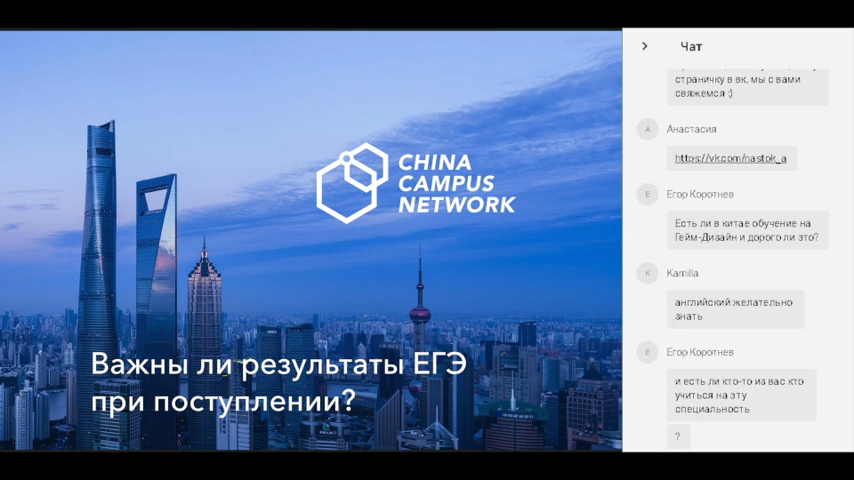 CHINA
CAMPUS
NETWORK
Важны ли результаты ЕГЭ
при поступлении?
Чат
страничку в вк, мы с вами
свяжемся :)
А
Анастасия
https://vk.com/nastok_a
Е
Егор Коротнев
Есть ли в китае обучение на
Гейм-Дизайн и дорого ли это?
K
Kamilla
английский желательно
знать
Е
Егор Коротнев
и есть ли кто-то из вас кто
учиться на эту
специальность
?